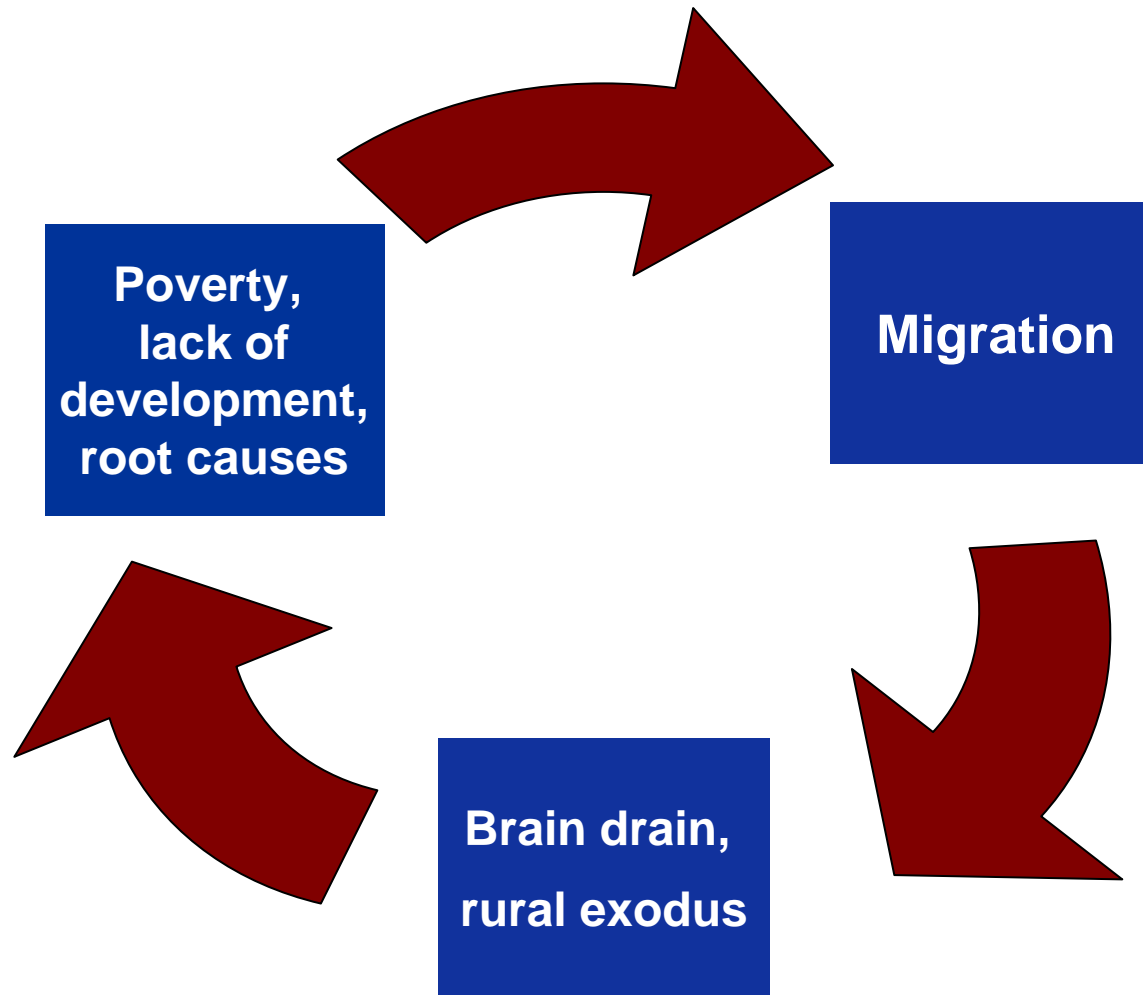 Poverty,
lack of
development,
root causes
Migration
Brain drain,
rural exodus